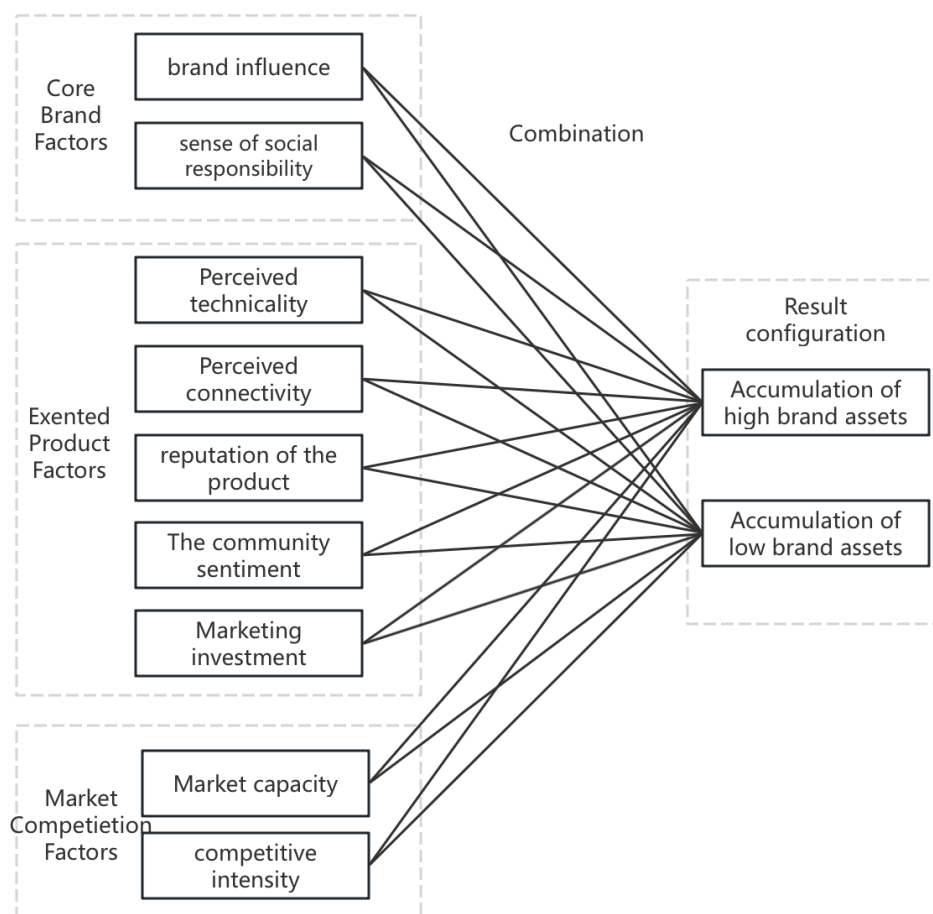 Core
Brand
Factors
brand influence
sense of social
responsibility
Combination
Exented
Product
Factors
Perceived
technicality
Perceived
connectivity
reputation of the
product
The community
sentiment
Marketing
investment
Result
configuration
Accumulation of
high brand assets
Accumulation of
low brand assets
Market
Competietion
Factors
Market capacity
competitive
intensity